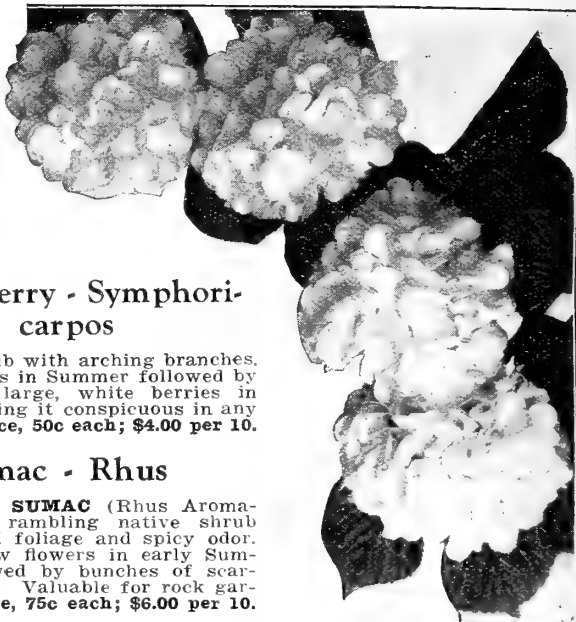 erry - Symphori-
carpos
ub with arching branches.
s in Summer followed by
large, white berries in
ing it conspicuous in any
ce, 50c each; $4.00 per 10.
mac - Rhus
SUMAC (Rhus Aroma-
rambling native shrub
foliage and spicy odor.
w flowers in early Sum-
ved by bunches of scar-
Valuable for rock gar-
e, 75c each; $6.00 per 10.